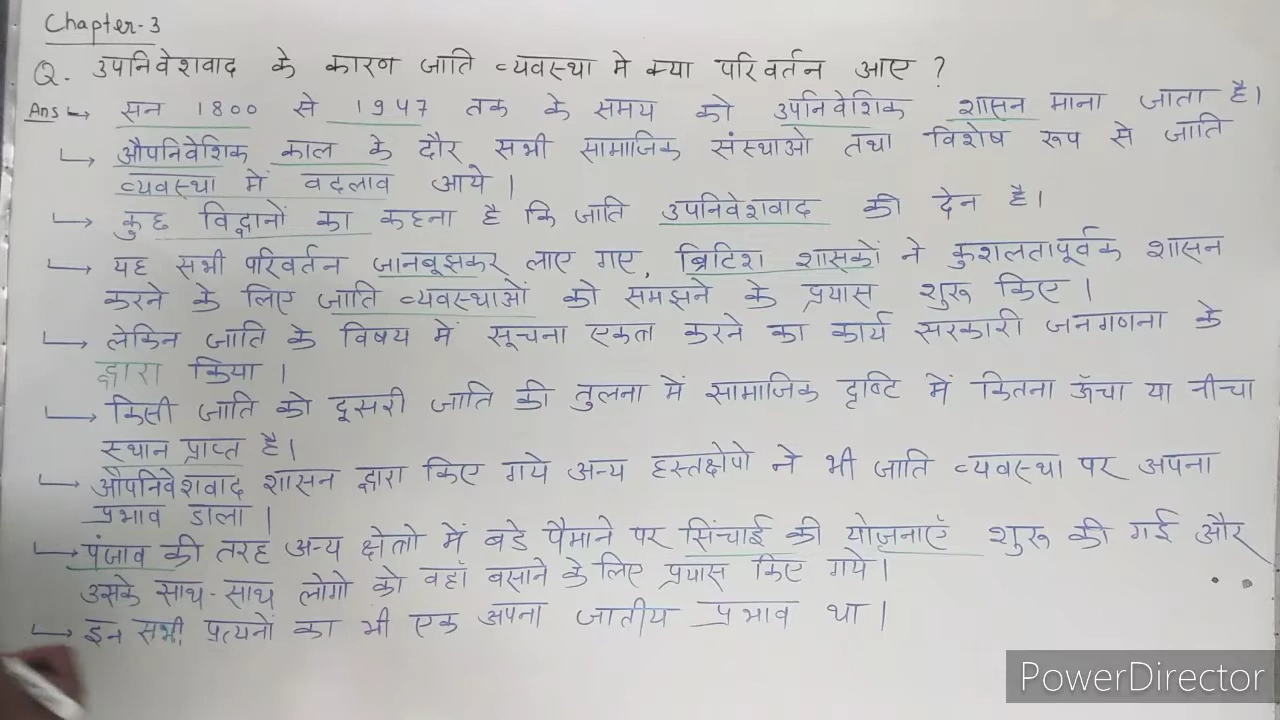 Chapter-3
Q. उपनिवेशवाद के कारण जाति व्यवस्था मे क्या परिवर्तन आए ?
Ans↳ सन 1800 से 1947 तक के समय को उपनिवेशिक शासन माना जाता है।
↳ औपनिवेशिक काल के दौर सभी सामाजिक संस्थाओ तथा विशेष रूप से जाति
व्यवस्था में वदलाव आये।
↳ कुछ विद्वानों का कहना है कि जाति उपनिवेशवाद की देन है।
↳ यह सभी परिवर्तन जानबूझकर लाए गए, ब्रिटिश शासकों ने कुशलतापूर्वक शासन
करने के लिए जाति व्यवस्थाओं को समझने के प्रयास शुरू किए।
↳ लेकिन जाति के विषय में सूचना एकता करने का कार्य सरकारी जनगणना के
द्वारा किया।
↳ किसी जाति को दूसरी जाति की तुलना में सामाजिक दृष्टि में कितना ऊँचा या नीचा
स्थान प्राप्त है।
↳ औपनिवेशवाद शासन द्वारा किए गये अन्य हस्तक्षेपो ने भी जाति व्यवस्था पर अपना
प्रभाव डाला।
↳ पंजाव की तरह अन्य क्षेत्तो में बडे पैमाने पर सिंचाई की योजनाएँ शुरू की गई और
उसके साथ-साथ लोगो को वहाँ बसाने के लिए प्रयास किए गये।
↳ इन सभी प्रत्यनों का भी एक अपना जातीय प्रभाव था।
PowerDirector